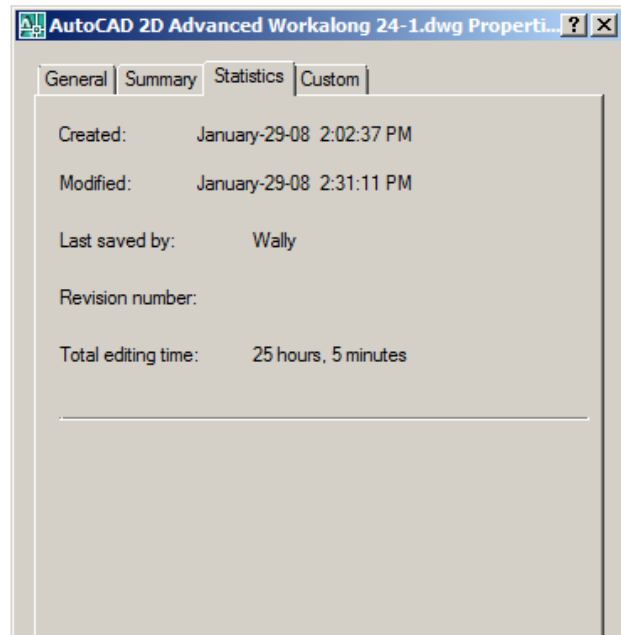 AutoCAD 2D Advanced Workalong 24-1.dwg Properti... ? X
General Summary Statistics Custom
Created: January-29-08 2:02:37 PM
Modified: January-29-08 2:31:11 PM
Last saved by: Wally
Revision number:
Total editing time: 25 hours, 5 minutes